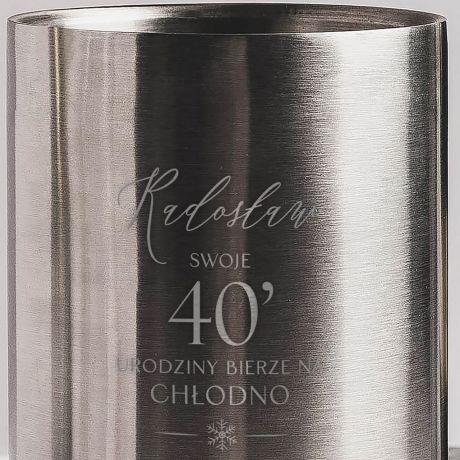 Radosław
SWOJE
40’
URODZINY BIERZE NA
CHŁODNO